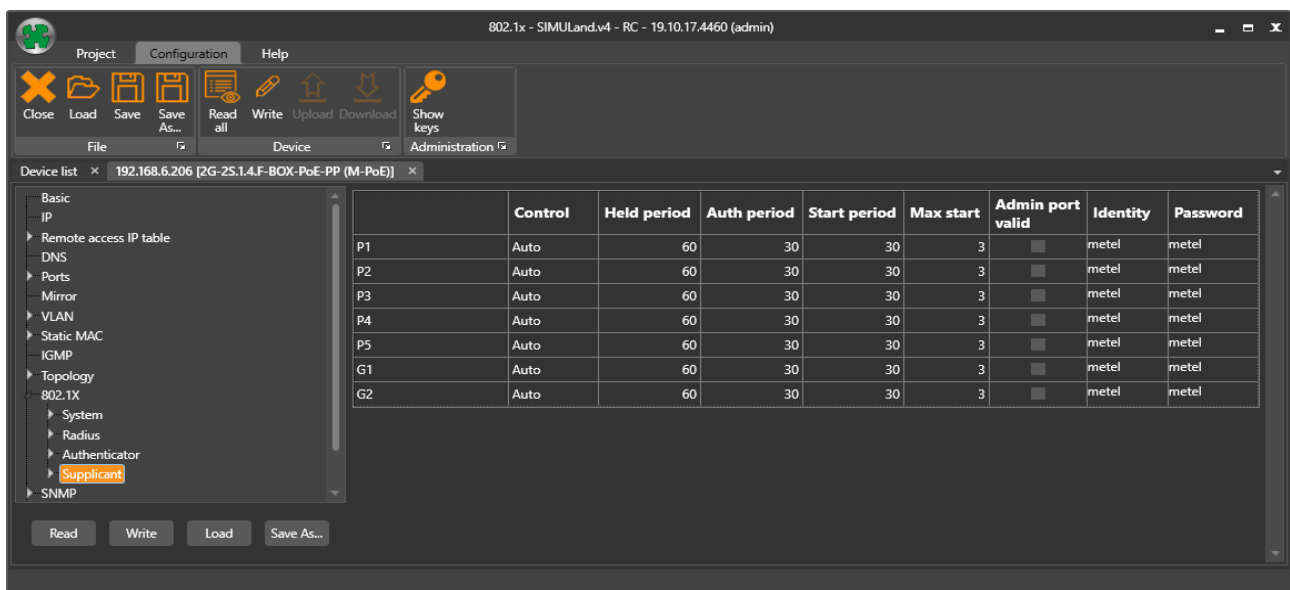 802.1x - SIMULand.v4 - RC - 19.10.17.4460 (admin)
Project Configuration Help
Close Load Save Save As... Read all Write Upload Download Show keys
File Device Administration
Device list × 192.168.6.206 [2G-2S.1.4.F-BOX-PoE-PP (M-PoE)] ×
Basic
IP
Remote access IP table
DNS
Ports
Mirror
VLAN
Static MAC
IGMP
Topology
802.1X
System
Radius
Authenticator
Supplicant
SNMP
Read Write Load Save As...
Control Held period Auth period Start period Max start Admin port valid Identity Password
P1 Auto 60 30 30 3 metel metel
P2 Auto 60 30 30 3 metel metel
P3 Auto 60 30 30 3 metel metel
P4 Auto 60 30 30 3 metel metel
P5 Auto 60 30 30 3 metel metel
G1 Auto 60 30 30 3 metel metel
G2 Auto 60 30 30 3 metel metel